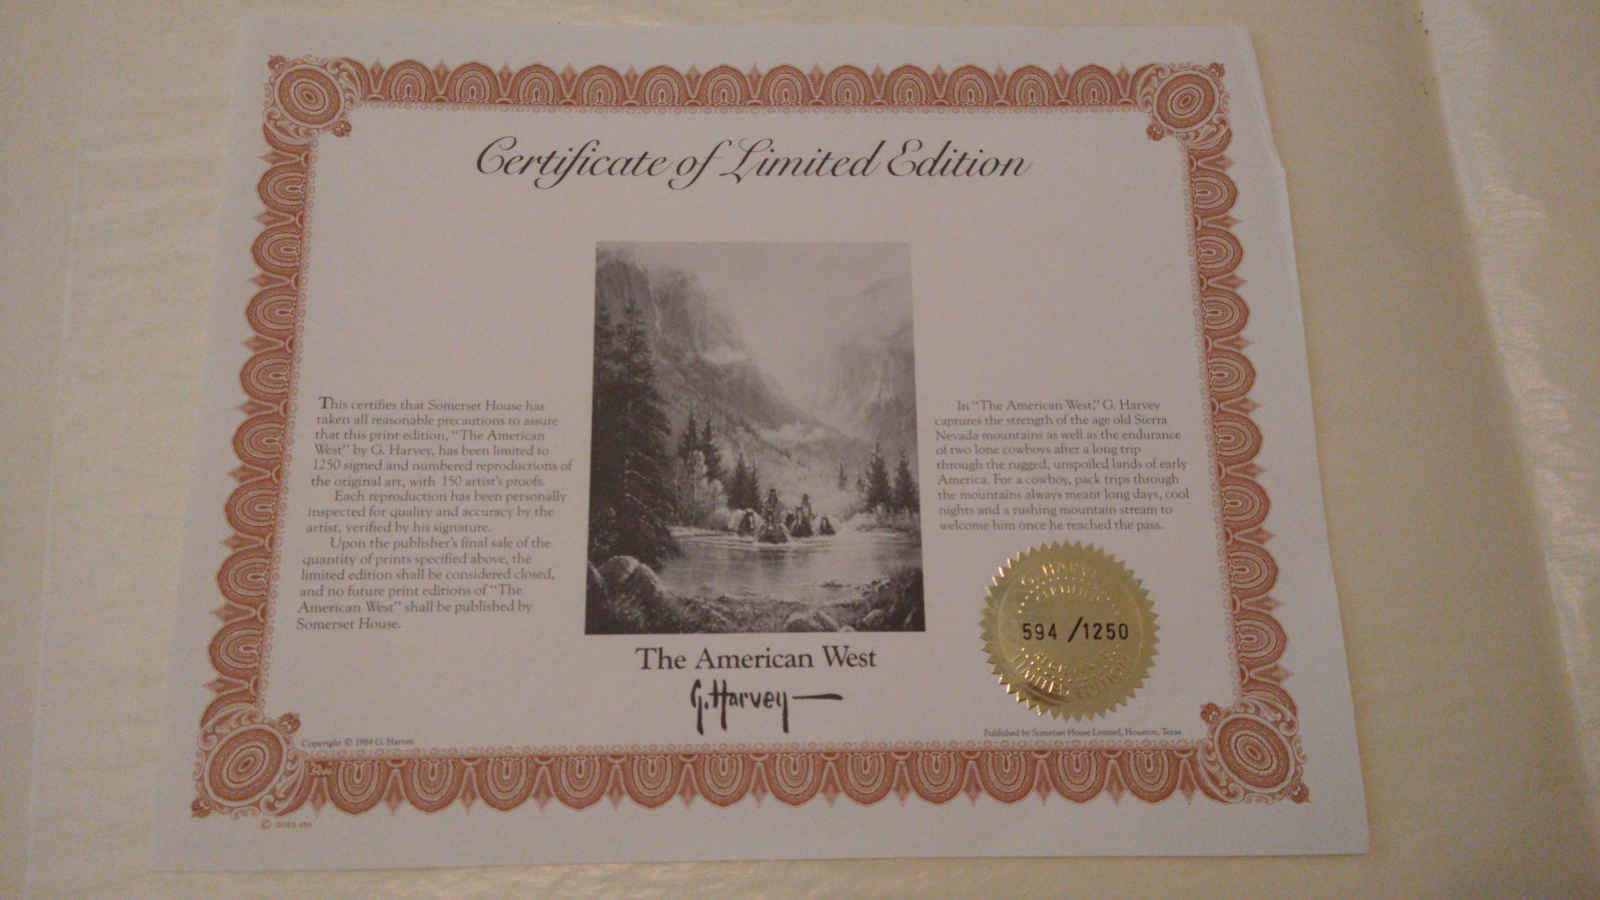 Certificate of Limited Edition
This certifies that Somerset House has
taken all reasonable precautions to assure
that this print edition, "The American
West" by G. Harvey, has been limited to
1250 signed and numbered reproductions of
the original art, with 150 artist's proofs.
Each reproduction has been personally
inspected for quality and accuracy by the
artist, verified by his signature.
Upon the publisher's final sale of the
quantity of prints specified above, the
limited edition shall be considered closed,
and no future print editions of "The
American West" shall be published by
Somerset House.
In "The American West," G. Harvey
captures the strength of the age old Sierra
Nevada mountains as well as the endurance
of two lone cowboys after a long trip
through the rugged, unspoiled lands of early
America. For a cowboy, pack trips through
the mountains always meant long days, cool
nights and a rushing mountain stream to
welcome him once he reached the pass.
594 /1250
The American West
G. Harvey
Copyright © 1984 G. Harvey
Published by Somerset House Limited, Houston, Texas